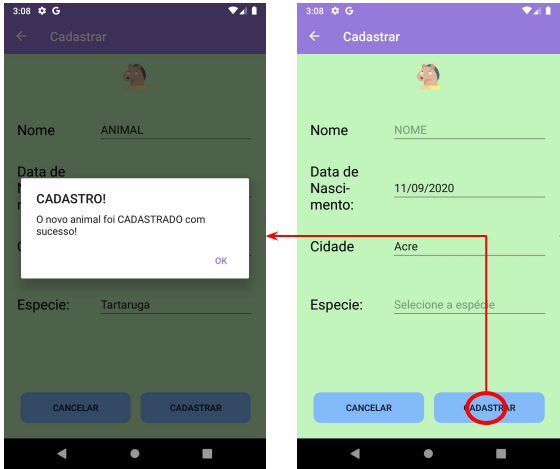 3:08 G
Cadastrar
Nome ANIMAL
Data de
CADASTRO!
O novo animal foi CADASTRADO com
sucesso!
OK
Especie: Tartaruga
CANCELAR CADASTRAR
3:08 G
Cadastrar
Nome NOME
Data de
Nasci-
mento: 11/09/2020
Cidade Acre
Especie: Selecione a espécie
CANCELAR CADASTRAR